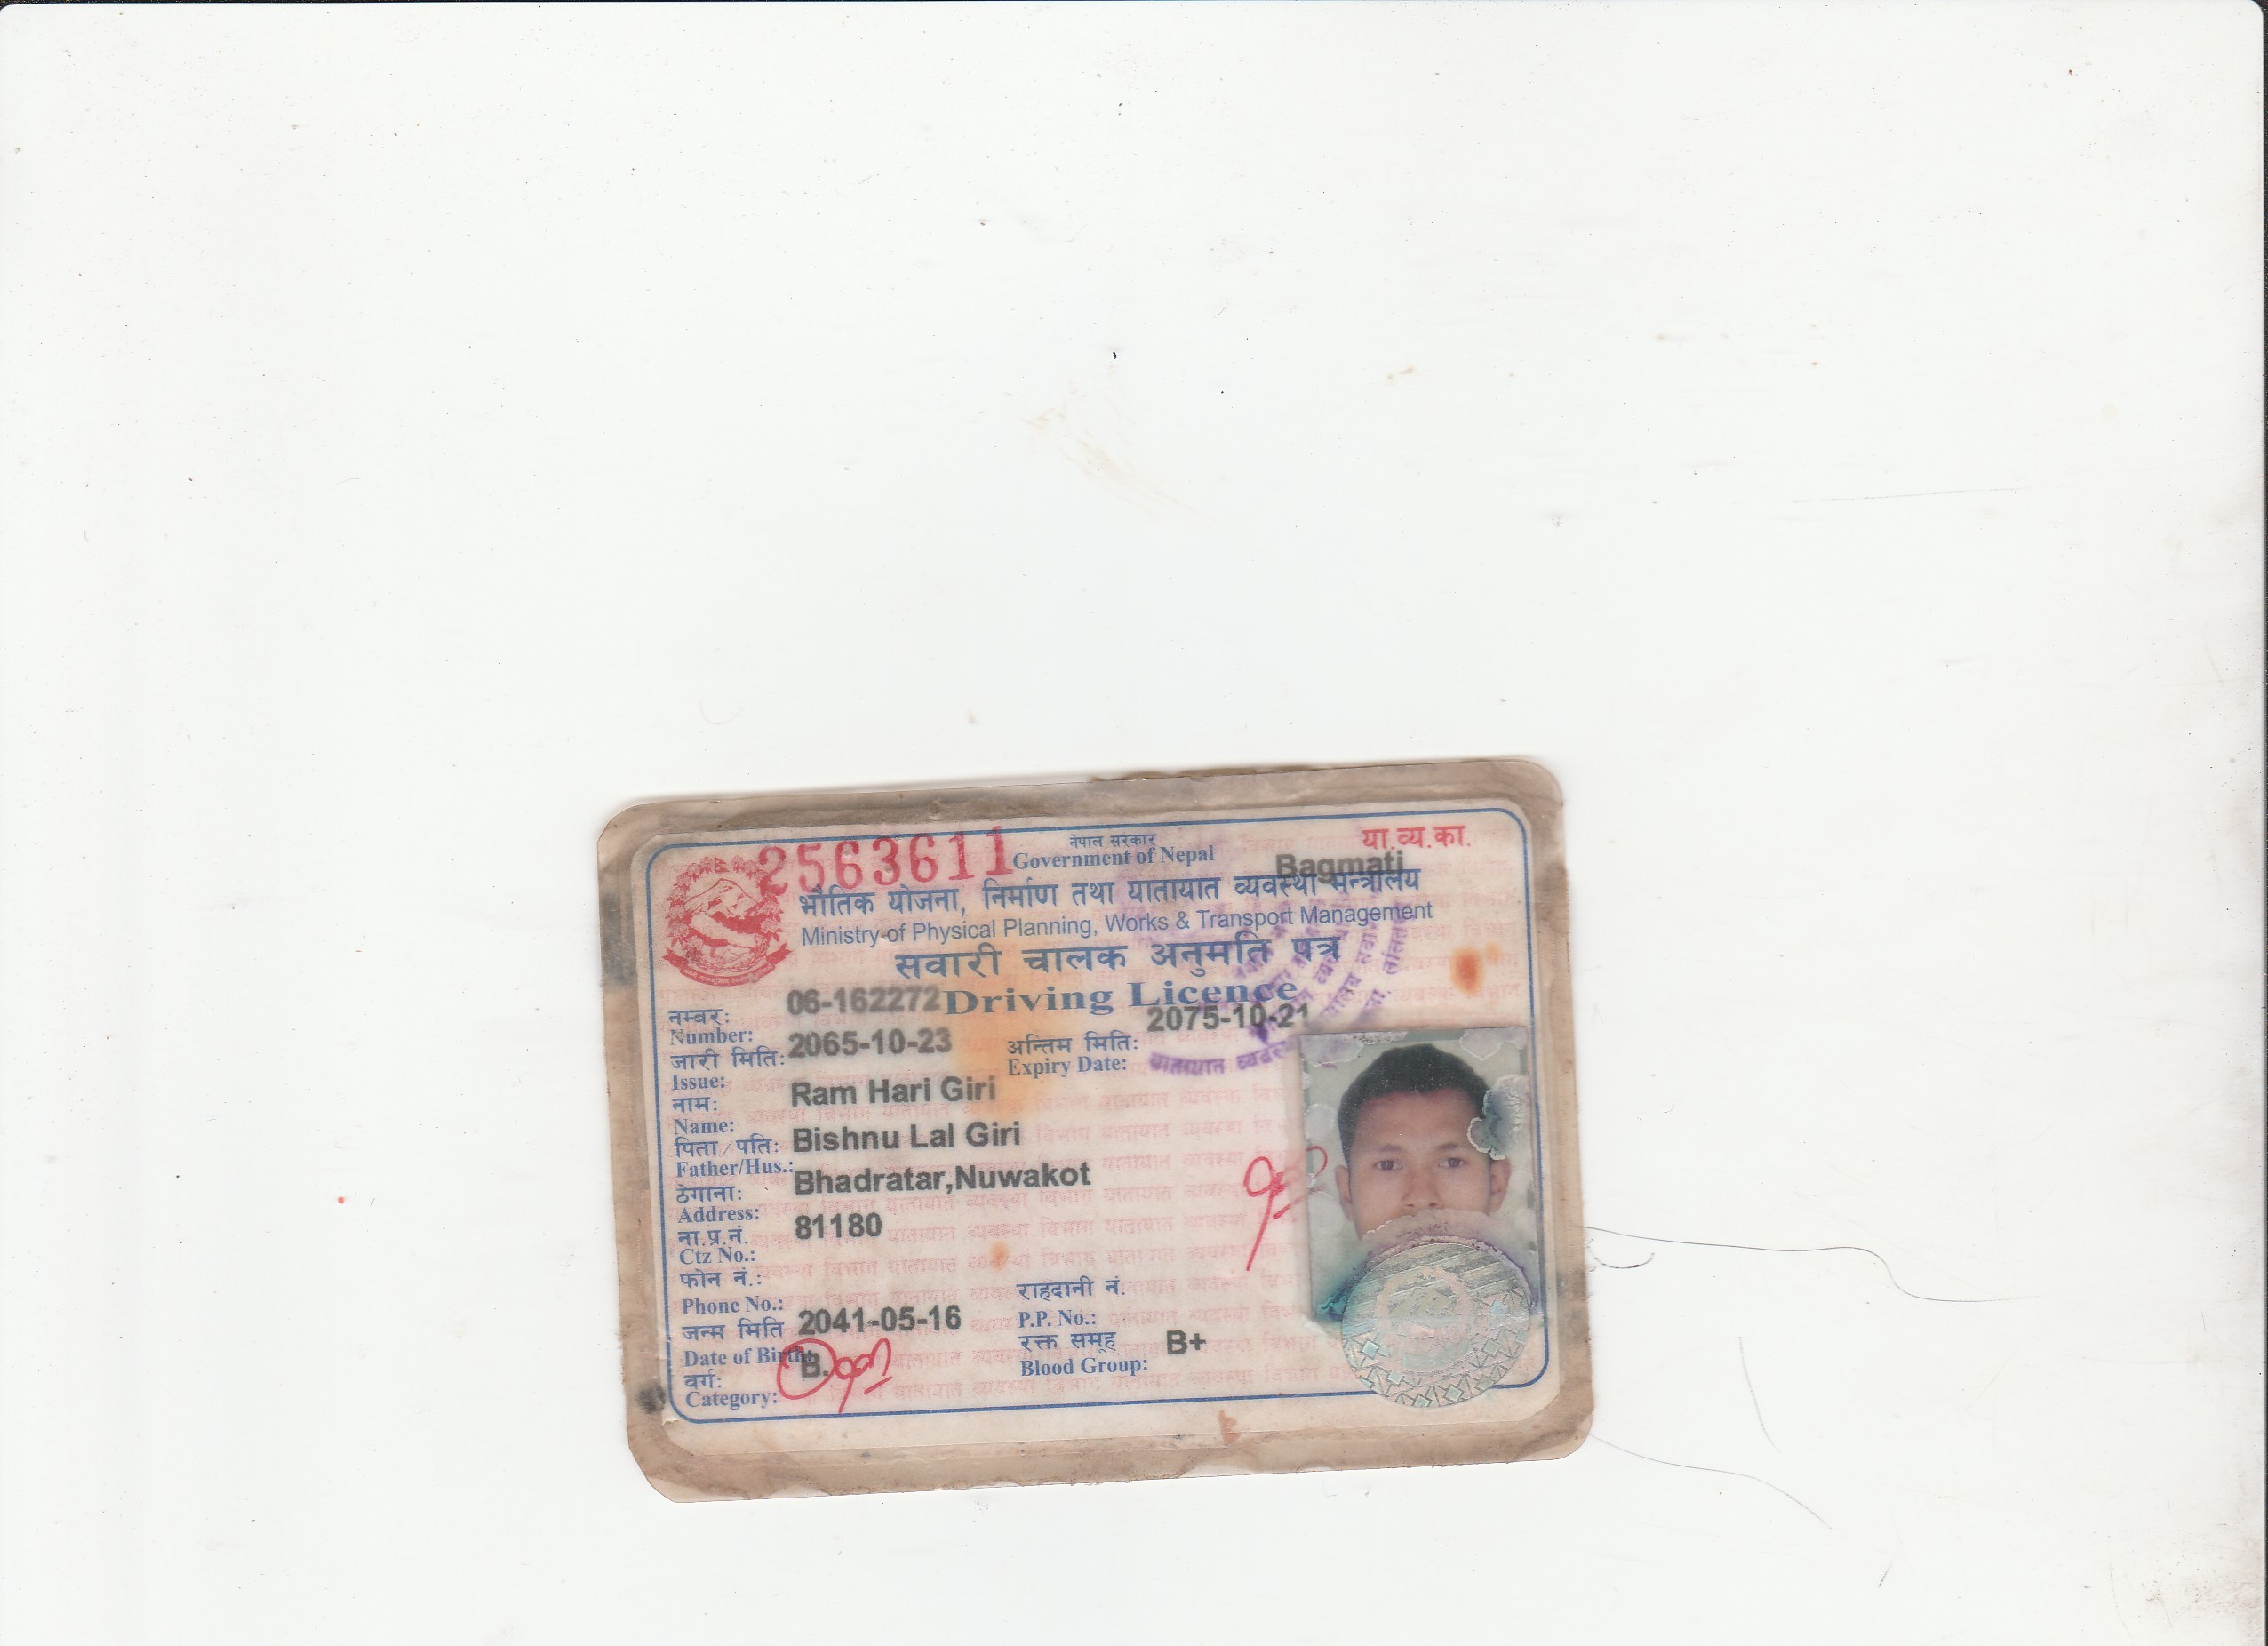 2563611
नेपाल सरकार
Government of Nepal
या.व्य.का.
Bagmati
भौतिक योजना, निर्माण तथा यातायात व्यवस्था मन्त्रालय
Ministry of Physical Planning, Works & Transport Management
सवारी चालक अनुमति पत्र
Driving Licence
नम्बर: 06-162272
Number:
जारी मिति: 2065-10-23
Issue:
अन्तिम मिति: 2075-10-21
Expiry Date:
यातायात
नाम: Ram Hari Giri
Name:
पिता/पति: Bishnu Lal Giri
Father/Hus.:
ठेगाना: Bhadratar,Nuwakot
Address:
ना.प्र.नं. 81180
Ctz No.:
फोन नं.:
Phone No.:
राहदानी नं.
P.P. No.:
जन्म मिति 2041-05-16
Date of Birth:
रक्त समूह B+
Blood Group:
वर्ग: B.
Category: